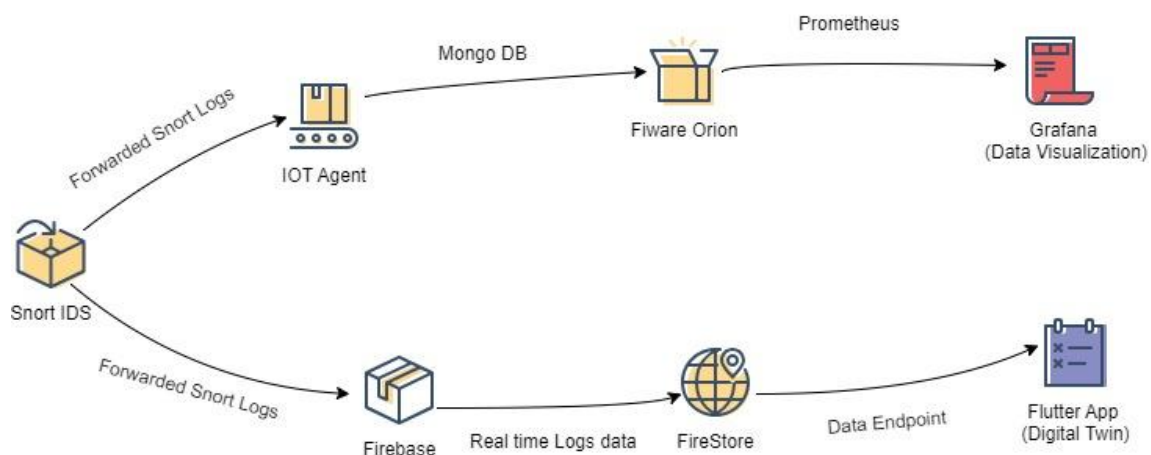 Prometheus
Mongo DB
Forwarded Snort Logs
IOT Agent
Fiware Orion
Grafana
(Data Visualization)
Snort IDS
Forwarded Snort Logs
Firebase
Real time Logs data
FireStore
Data Endpoint
Flutter App
(Digital Twin)